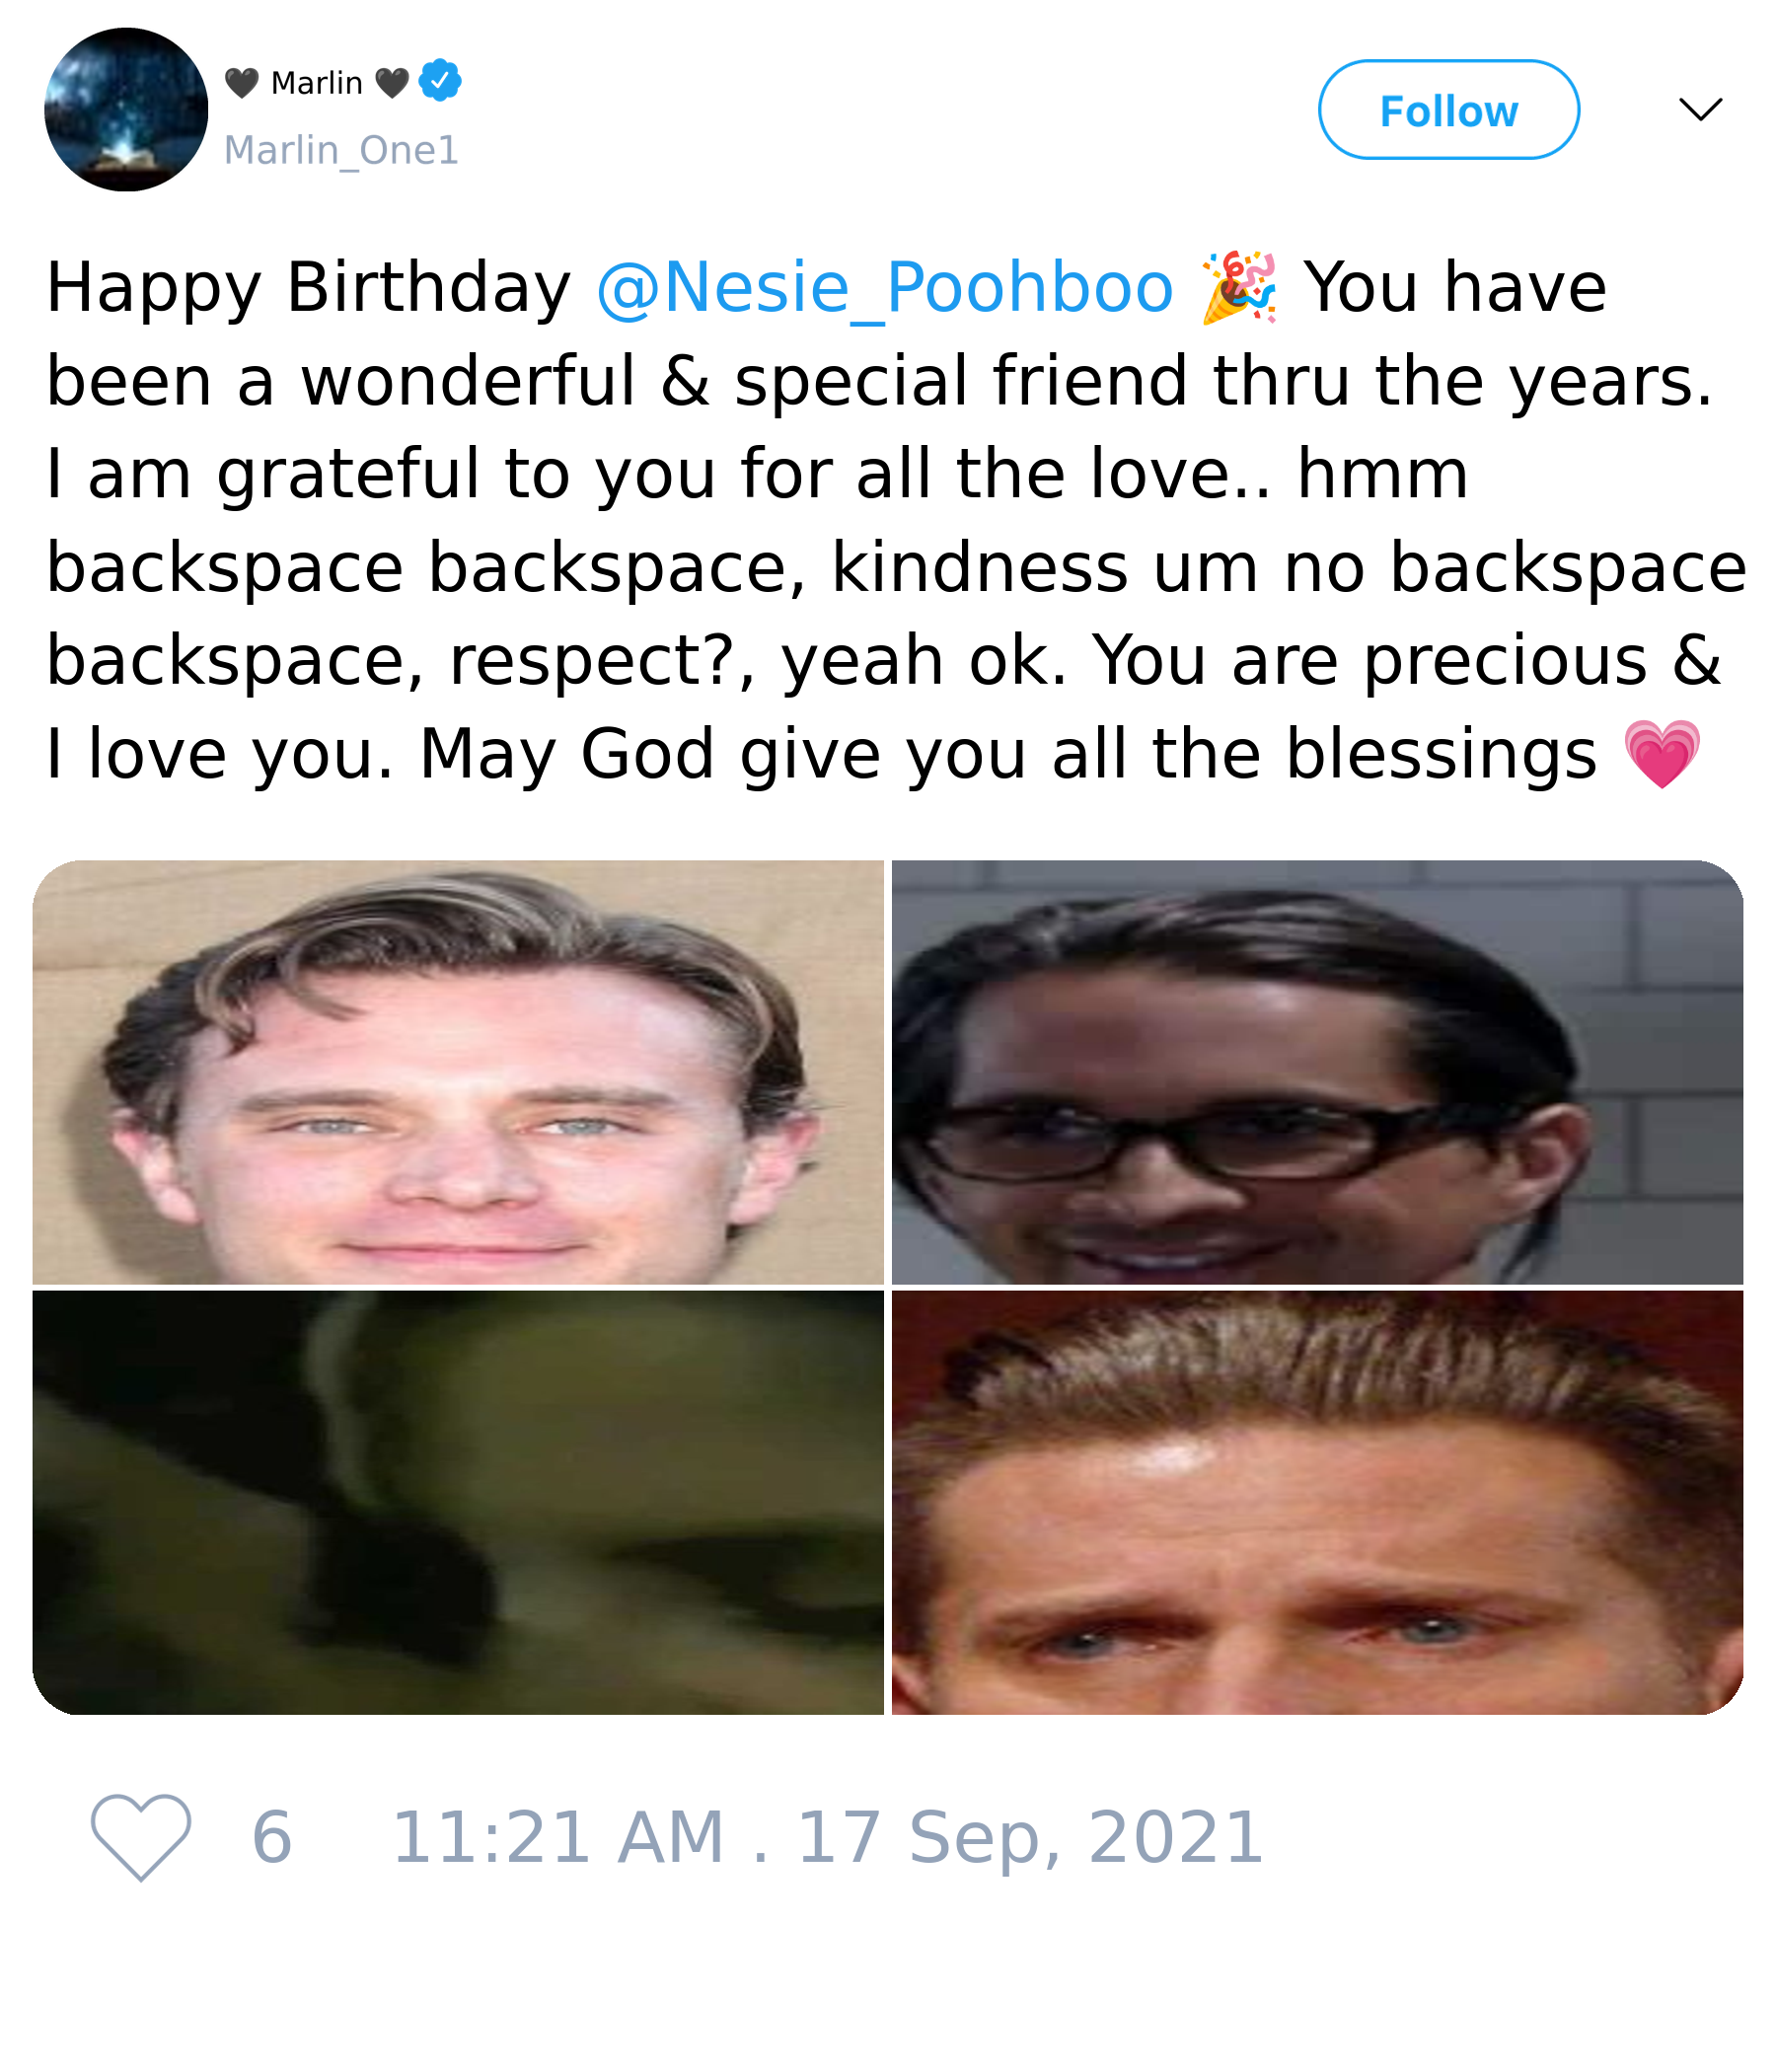 🖤 Marlin 🖤
Marlin_One1
Follow
Happy Birthday @Nesie_Poohboo 🎉 You have
been a wonderful & special friend thru the years.
I am grateful to you for all the love.. hmm
backspace backspace, kindness um no backspace
backspace, respect?, yeah ok. You are precious &
I love you. May God give you all the blessings 💗
6 11:21 AM . 17 Sep, 2021